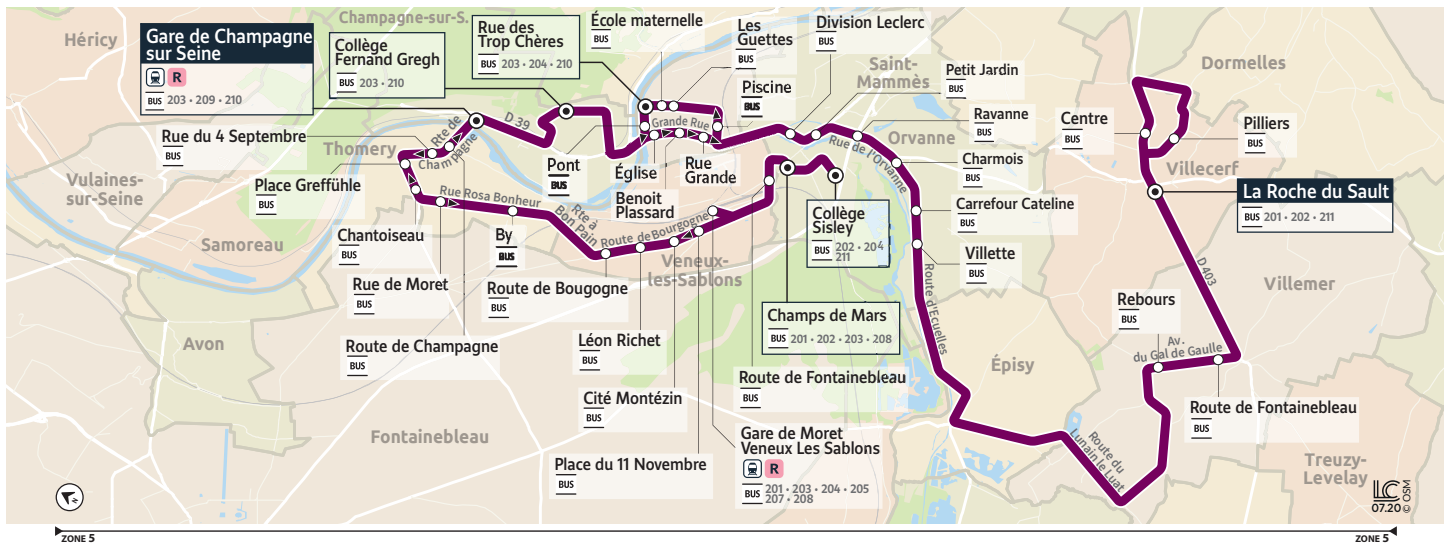 Héricy
Champagne-sur-S.
Gare de Champagne
sur Seine
R
BUS 203 • 209 • 210
Collège
Fernand Gregh
BUS 203 • 210
Rue des
Trop Chères
BUS 203 • 204 • 210
École maternelle
BUS
Les
Guettes
BUS
Division Leclerc
BUS
Piscine
BUS
Saint-
Mammès
Petit Jardin
BUS
Ravanne
BUS
Orvanne
Charmois
BUS
Carrefour Cateline
BUS
Villette
BUS
Dormelles
Centre
BUS
Pilliers
BUS
Villecerf
La Roche du Sault
BUS 201 • 202 • 211
Rue du 4 Septembre
BUS
Thomery
Rte de
Champagne
D 39
Grande Rue
Rue de l'Orvanne
Place Greffühle
BUS
Vulaines-
sur-Seine
Samoreau
Avon
Fontainebleau
Pont
BUS
Église
Benoit
Plassard
Rue
Grande
Rue Rosa Bonheur
Rte à
Bon Pain
Route de Bourgogne
Chantoiseau
BUS
Rue de Moret
BUS
Route de Champagne
BUS
By
BUS
Route de Bougogne
BUS
Léon Richet
BUS
Cité Montézin
BUS
Place du 11 Novembre
BUS
Veneux-
les-Sablons
Collège
Sisley
BUS 202 • 204
211
Champs de Mars
BUS 201 • 202 • 203 • 208
Route de Fontainebleau
BUS
Gare de Moret
Veneux Les Sablons
R
BUS 201 • 203 • 204 • 205
207 • 208
Route d'Ecuelles
Épisy
Route du
Lunain le Luat
Rebours
BUS
Av.
du Gal de Gaulle
D 403
Villemer
Route de Fontainebleau
BUS
Treuzy-
Levelay
LC
07.20
© OSM
ZONE 5
ZONE 5